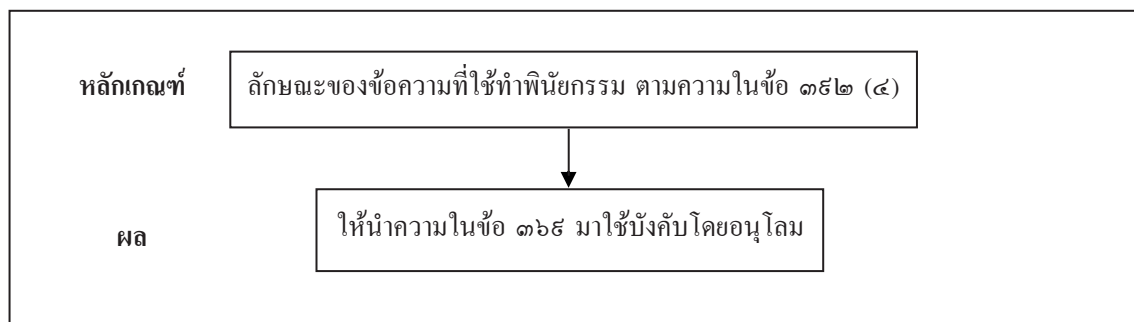 หลักเกณฑ์ ลักษณะของข้อความที่ใช้ทำพินัยกรรม ตามความในข้อ ๓๙๒ (๔)
ผล ให้นำความในข้อ ๓๖๙ มาใช้บังคับโดยอนุโลม